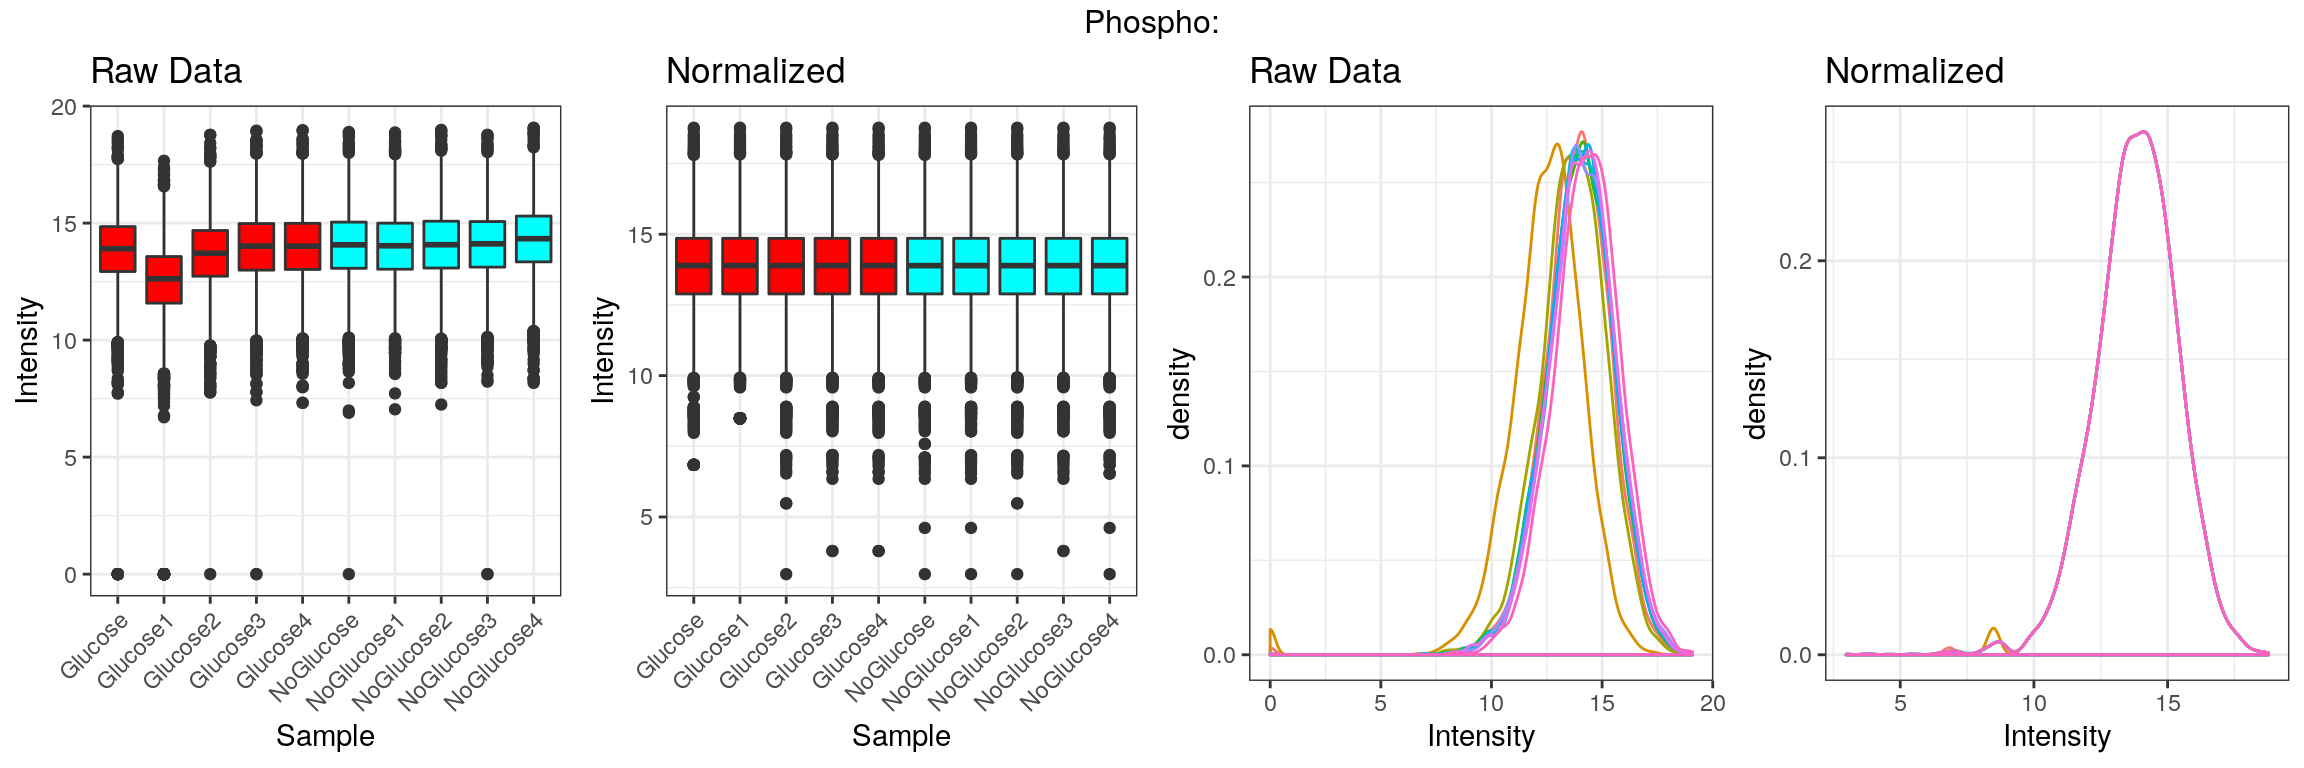 Phospho:
Raw Data
20
15
10
5
0
Intensity
Glucose
Glucose1
Glucose2
Glucose3
Glucose4
NoGlucose
NoGlucose1
NoGlucose2
NoGlucose3
NoGlucose4
Sample
Normalized
15
10
5
Intensity
Glucose
Glucose1
Glucose2
Glucose3
Glucose4
NoGlucose
NoGlucose1
NoGlucose2
NoGlucose3
NoGlucose4
Sample
Raw Data
0.2
0.1
0.0
density
0 5 10 15 20
Intensity
Normalized
0.2
0.1
0.0
density
5 10 15
Intensity